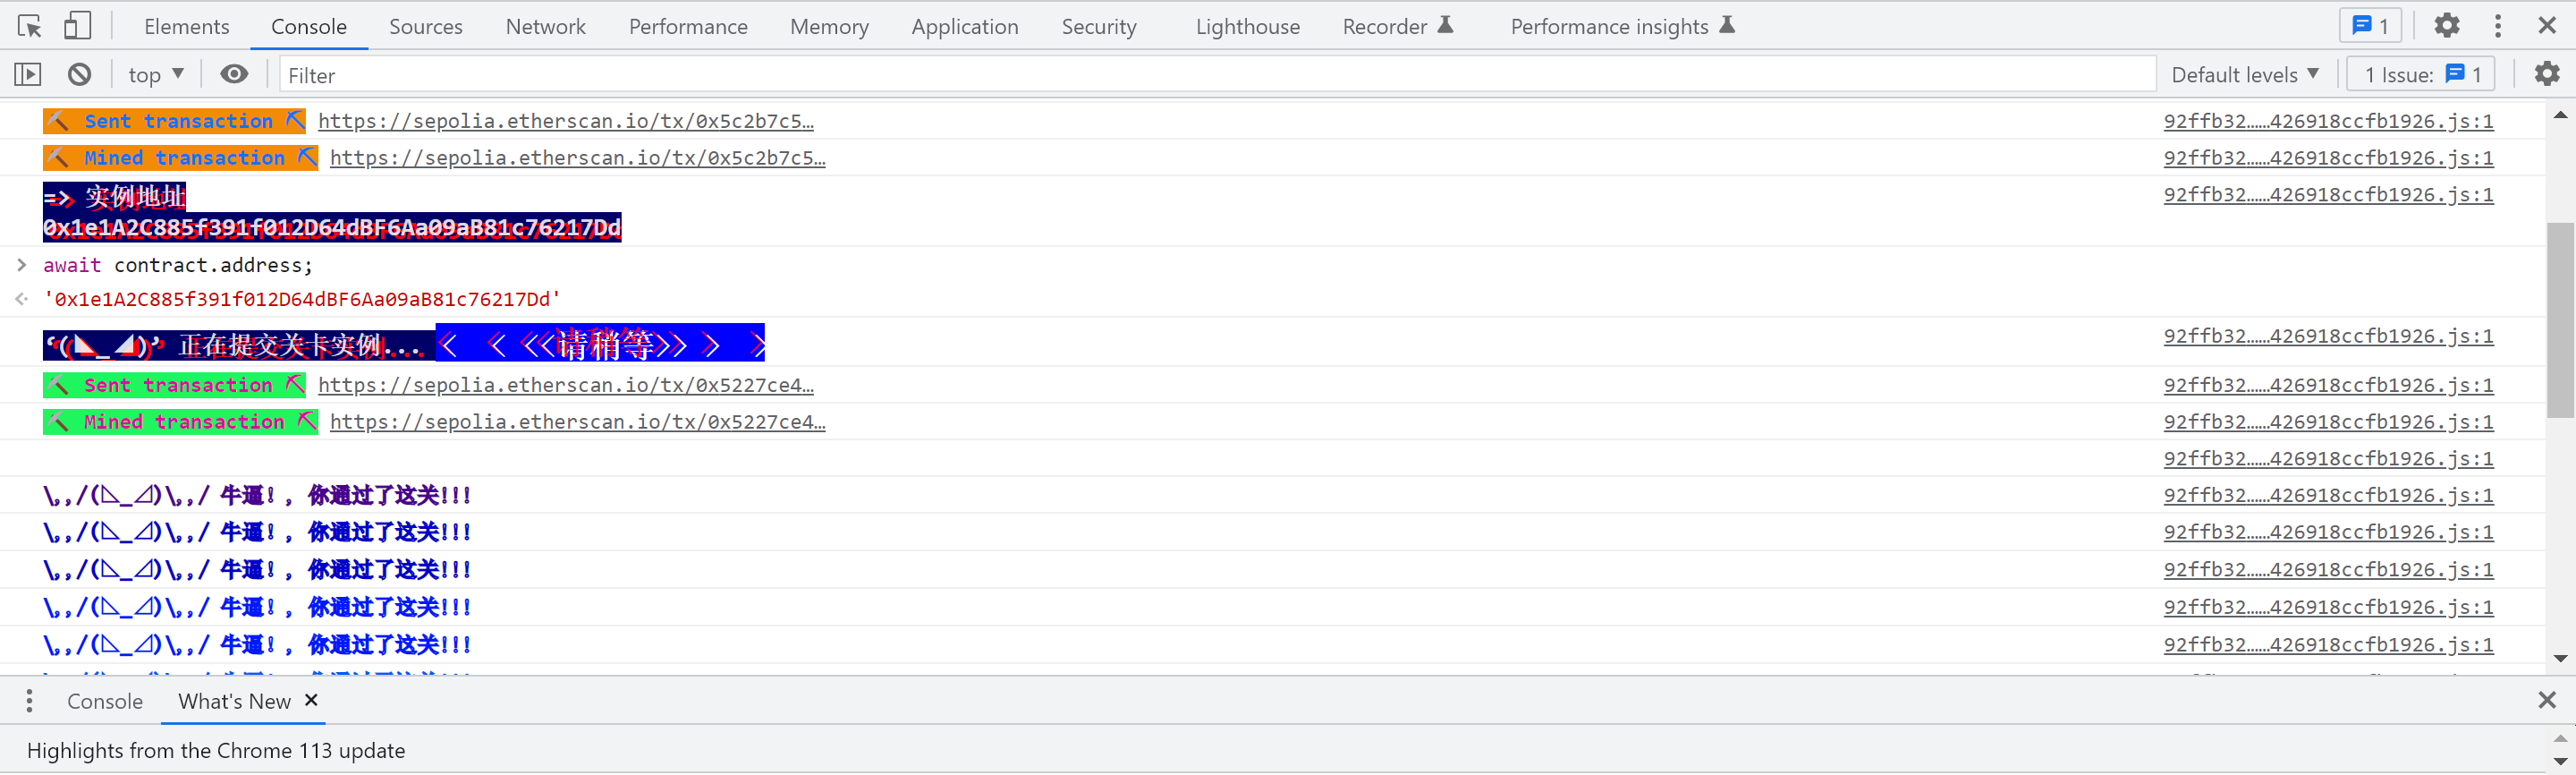 Elements Console Sources Network Performance Memory Application Security Lighthouse Recorder Performance insights 1
top Filter Default levels 1 Issue: 1
Sent transaction https://sepolia.etherscan.io/tx/0x5c2b7c5… 92ffb32……426918ccfb1926.js:1
Mined transaction https://sepolia.etherscan.io/tx/0x5c2b7c5… 92ffb32……426918ccfb1926.js:1
=> 实例地址 92ffb32……426918ccfb1926.js:1
0x1e1A2C885f391f012D64dBF6Aa09aB81c76217Dd
> await contract.address;
'0x1e1A2C885f391f012D64dBF6Aa09aB81c76217Dd'
ʕ(◣_◢)ʔ 正在提交关卡实例... < < <<请稍等>> > > 92ffb32……426918ccfb1926.js:1
Sent transaction https://sepolia.etherscan.io/tx/0x5227ce4… 92ffb32……426918ccfb1926.js:1
Mined transaction https://sepolia.etherscan.io/tx/0x5227ce4… 92ffb32……426918ccfb1926.js:1
92ffb32……426918ccfb1926.js:1
\,,/(◺_◿)\,,/ 牛逼!, 你通过了这关!!! 92ffb32……426918ccfb1926.js:1
\,,/(◺_◿)\,,/ 牛逼!, 你通过了这关!!! 92ffb32……426918ccfb1926.js:1
\,,/(◺_◿)\,,/ 牛逼!, 你通过了这关!!! 92ffb32……426918ccfb1926.js:1
\,,/(◺_◿)\,,/ 牛逼!, 你通过了这关!!! 92ffb32……426918ccfb1926.js:1
\,,/(◺_◿)\,,/ 牛逼!, 你通过了这关!!! 92ffb32……426918ccfb1926.js:1
Console What's New
Highlights from the Chrome 113 update